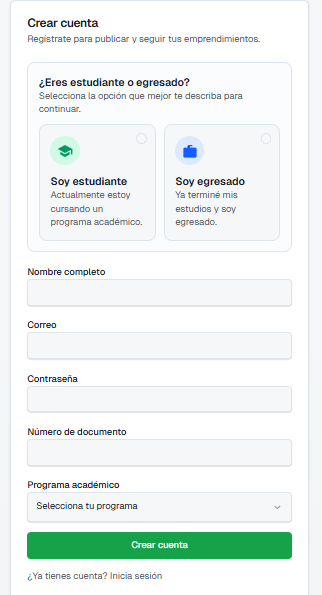 Crear cuenta
Regístrate para publicar y seguir tus emprendimientos.
¿Eres estudiante o egresado?
Selecciona la opción que mejor te describa para
continuar.
Soy estudiante
Actualmente estoy
cursando un
programa académico.
Soy egresado
Ya terminé mis
estudios y soy
egresado.
Nombre completo
Correo
Contraseña
Número de documento
Programa académico
Selecciona tu programa
Crear cuenta
¿Ya tienes cuenta? Inicia sesión